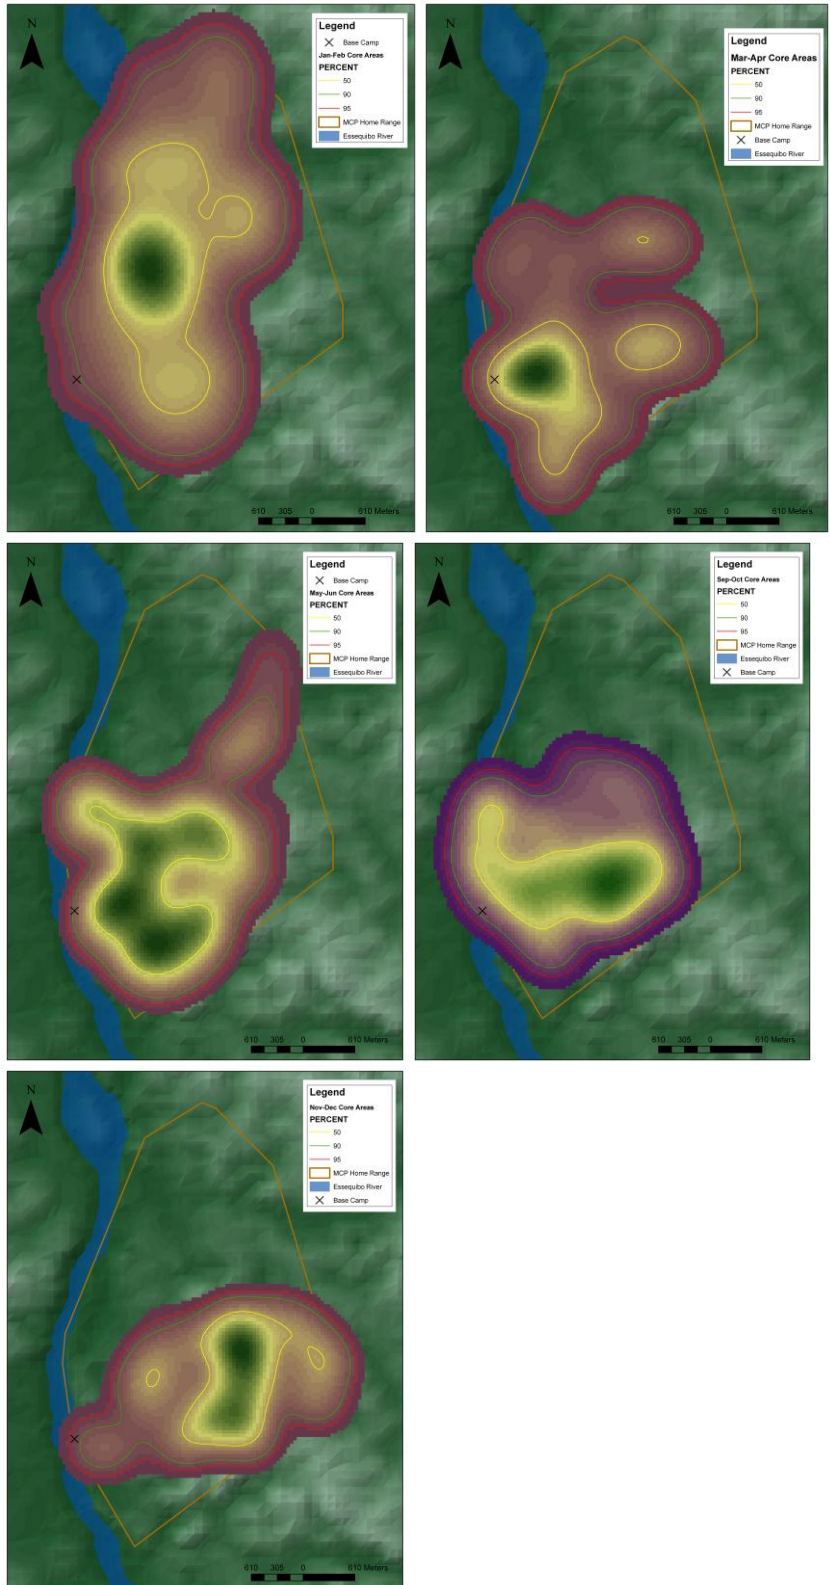 N
Legend
Base Camp
Jan-Feb Core Areas
PERCENT
50
90
95
MCP Home Range
Essequibo River
610 305 0 610 Meters
N
Legend
Mar-Apr Core Areas
PERCENT
50
90
95
MCP Home Range
Base Camp
Essequibo River
610 305 0 610 Meters
N
Legend
Base Camp
May-Jun Core Areas
PERCENT
50
90
95
MCP Home Range
Essequibo River
610 305 0 610 Meters
N
Legend
Sep-Oct Core Areas
PERCENT
50
90
95
MCP Home Range
Essequibo River
Base Camp
610 305 0 610 Meters
N
Legend
Nov-Dec Core Areas
PERCENT
50
90
95
MCP Home Range
Essequibo River
Base Camp
610 305 0 610 Meters